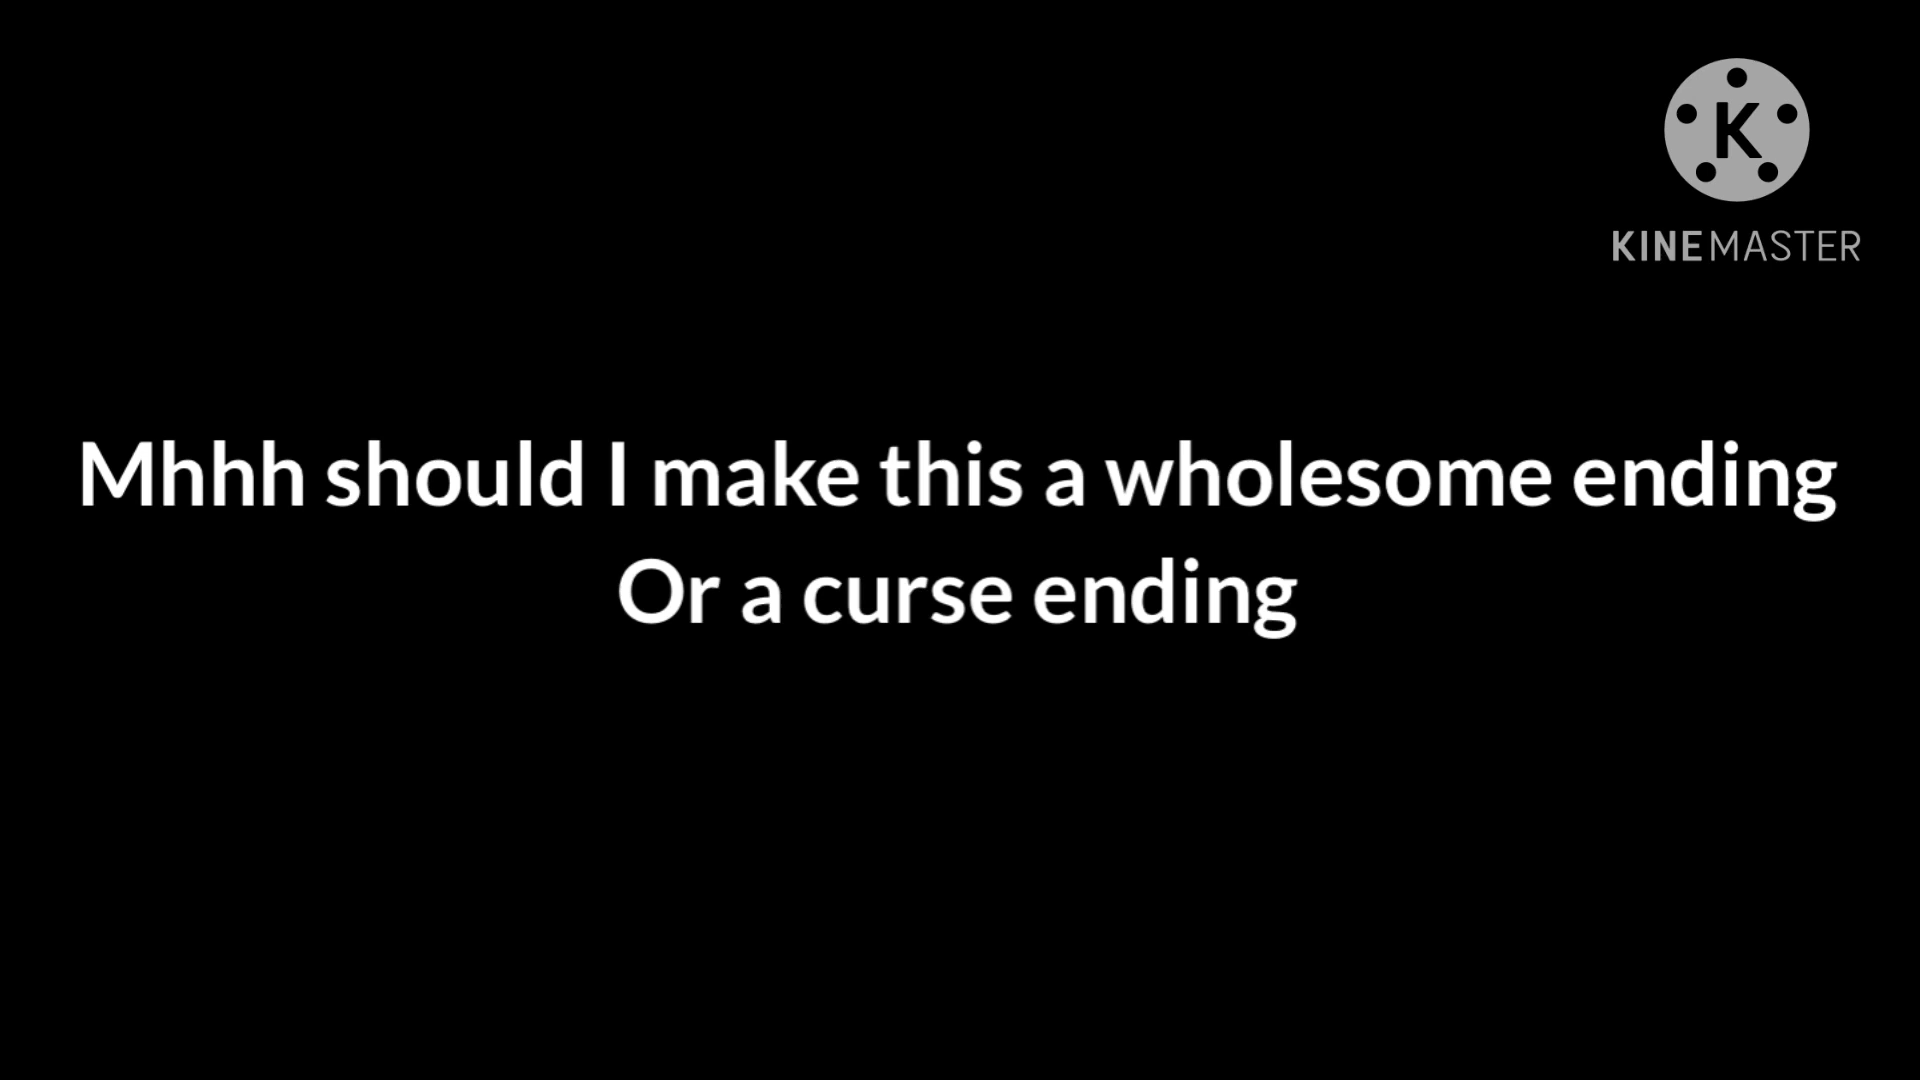 K
KINEMASTER
Mhhh should I make this a wholesome ending
Or a curse ending